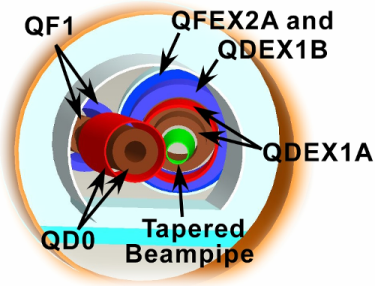 QF1
QFEX2A and
QDEX1B
QDEX1A
QD0
Tapered
Beampipe